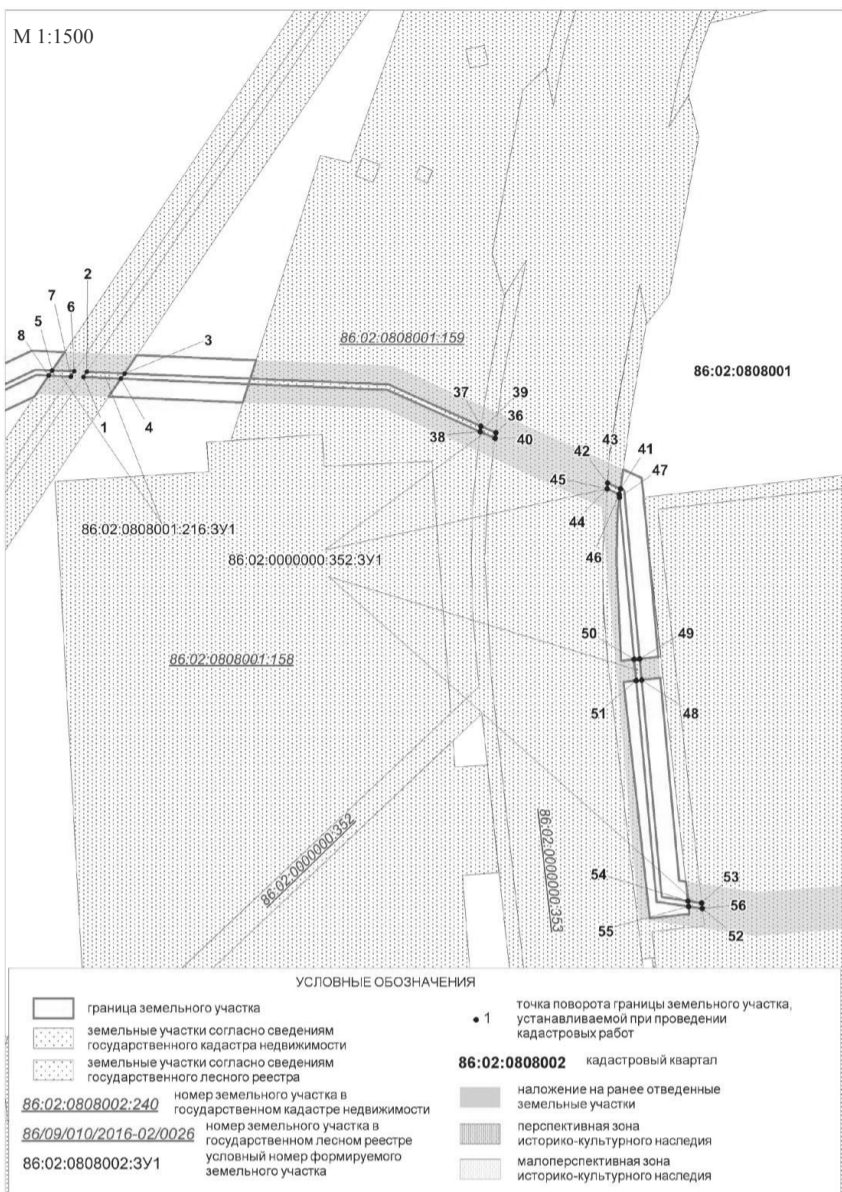 М 1:1500
2
7
6
5
8
3
1
4
86:02:0808001:159
86:02:0808001
37
39
36
38
40
43
41
42
47
45
44
46
86:02:0808001:216:ЗУ1
86:02:0000000:352:ЗУ1
50
49
86:02:0808001:158
51
48
86:02:0000000:352
86:02:0000000:353
54
53
56
55
52
УСЛОВНЫЕ ОБОЗНАЧЕНИЯ
граница земельного участка
земельные участки согласно сведениям
государственного кадастра недвижимости
земельные участки согласно сведениям
государственного лесного реестра
86:02:0808002:240 номер земельного участка в
государственном кадастре недвижимости
86/09/010/2016-02/0026 номер земельного участка в
государственном лесном реестре
86:02:0808002:ЗУ1 условный номер формируемого
земельного участка
• 1 точка поворота границы земельного участка,
устанавливаемой при проведении
кадастровых работ
86:02:0808002 кадастровый квартал
наложение на ранее отведенные
земельные участки
перспективная зона
историко-культурного наследия
малоперспективная зона
историко-культурного наследия